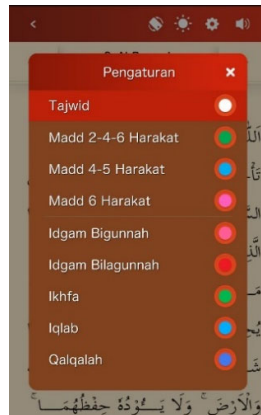 Pengaturan ×
Tajwid
Madd 2-4-6 Harakat
Madd 4-5 Harakat
Madd 6 Harakat
Idgam Bigunnah
Idgam Bilagunnah
Ikhfa
Iqlab
Qalqalah
وَالْاَرْضَ ۚ وَلَا يَـُٔوْدُهٗ حِفْظُهُمَا ۚ